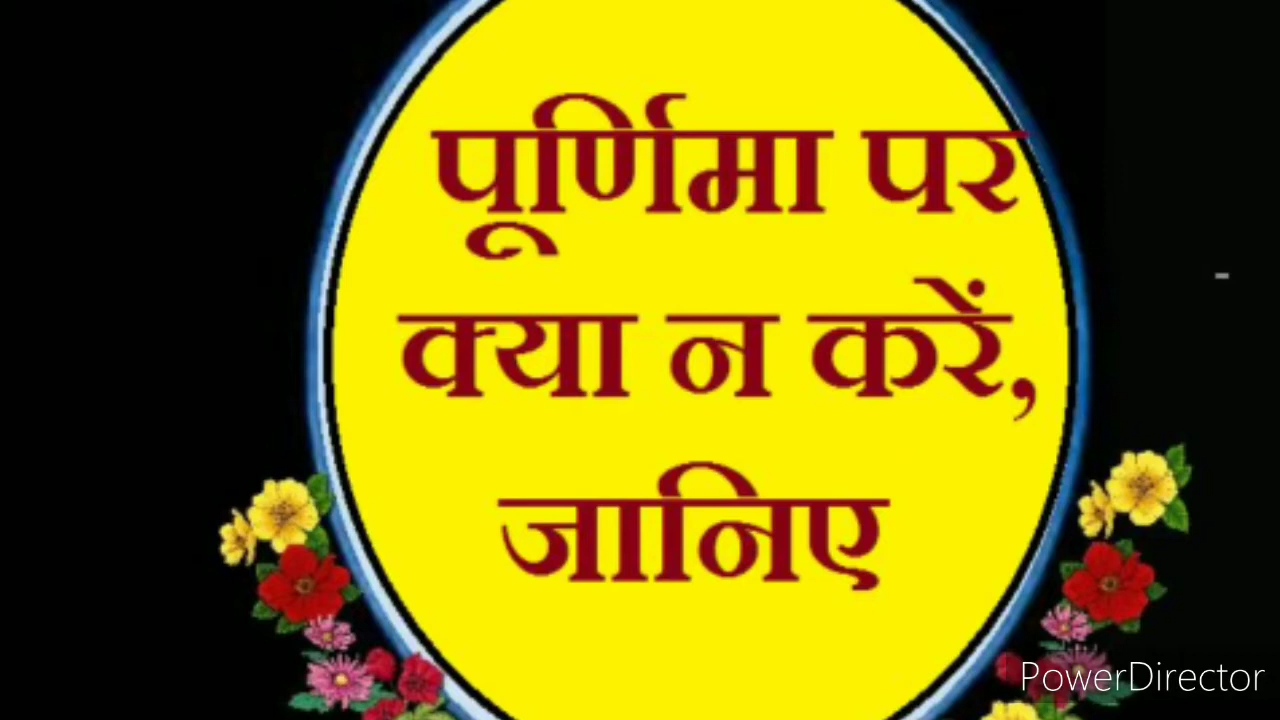 पूर्णिमा पर
क्या न करें,
जानिए
PowerDirector